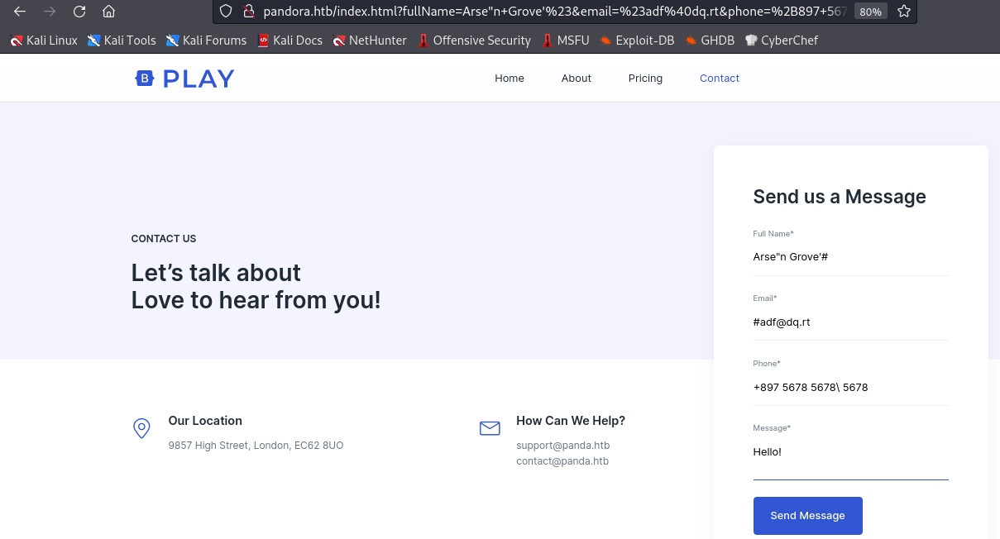 pandora.htb/index.html?fullName=Arse"n+Grove'%23&email=%23adf%40dq.rt&phone=%2B897+567 80%
Kali Linux Kali Tools Kali Forums Kali Docs NetHunter Offensive Security MSFU Exploit-DB GHDB CyberChef
B PLAY Home About Pricing Contact
CONTACT US
Let’s talk about
Love to hear from you!
Our Location
9857 High Street, London, EC62 8UO
How Can We Help?
support@panda.htb
contact@panda.htb
Send us a Message
Full Name*
Arse"n Grove'#
Email*
#adf@dq.rt
Phone*
+897 5678 5678\ 5678
Message*
Hello!
Send Message